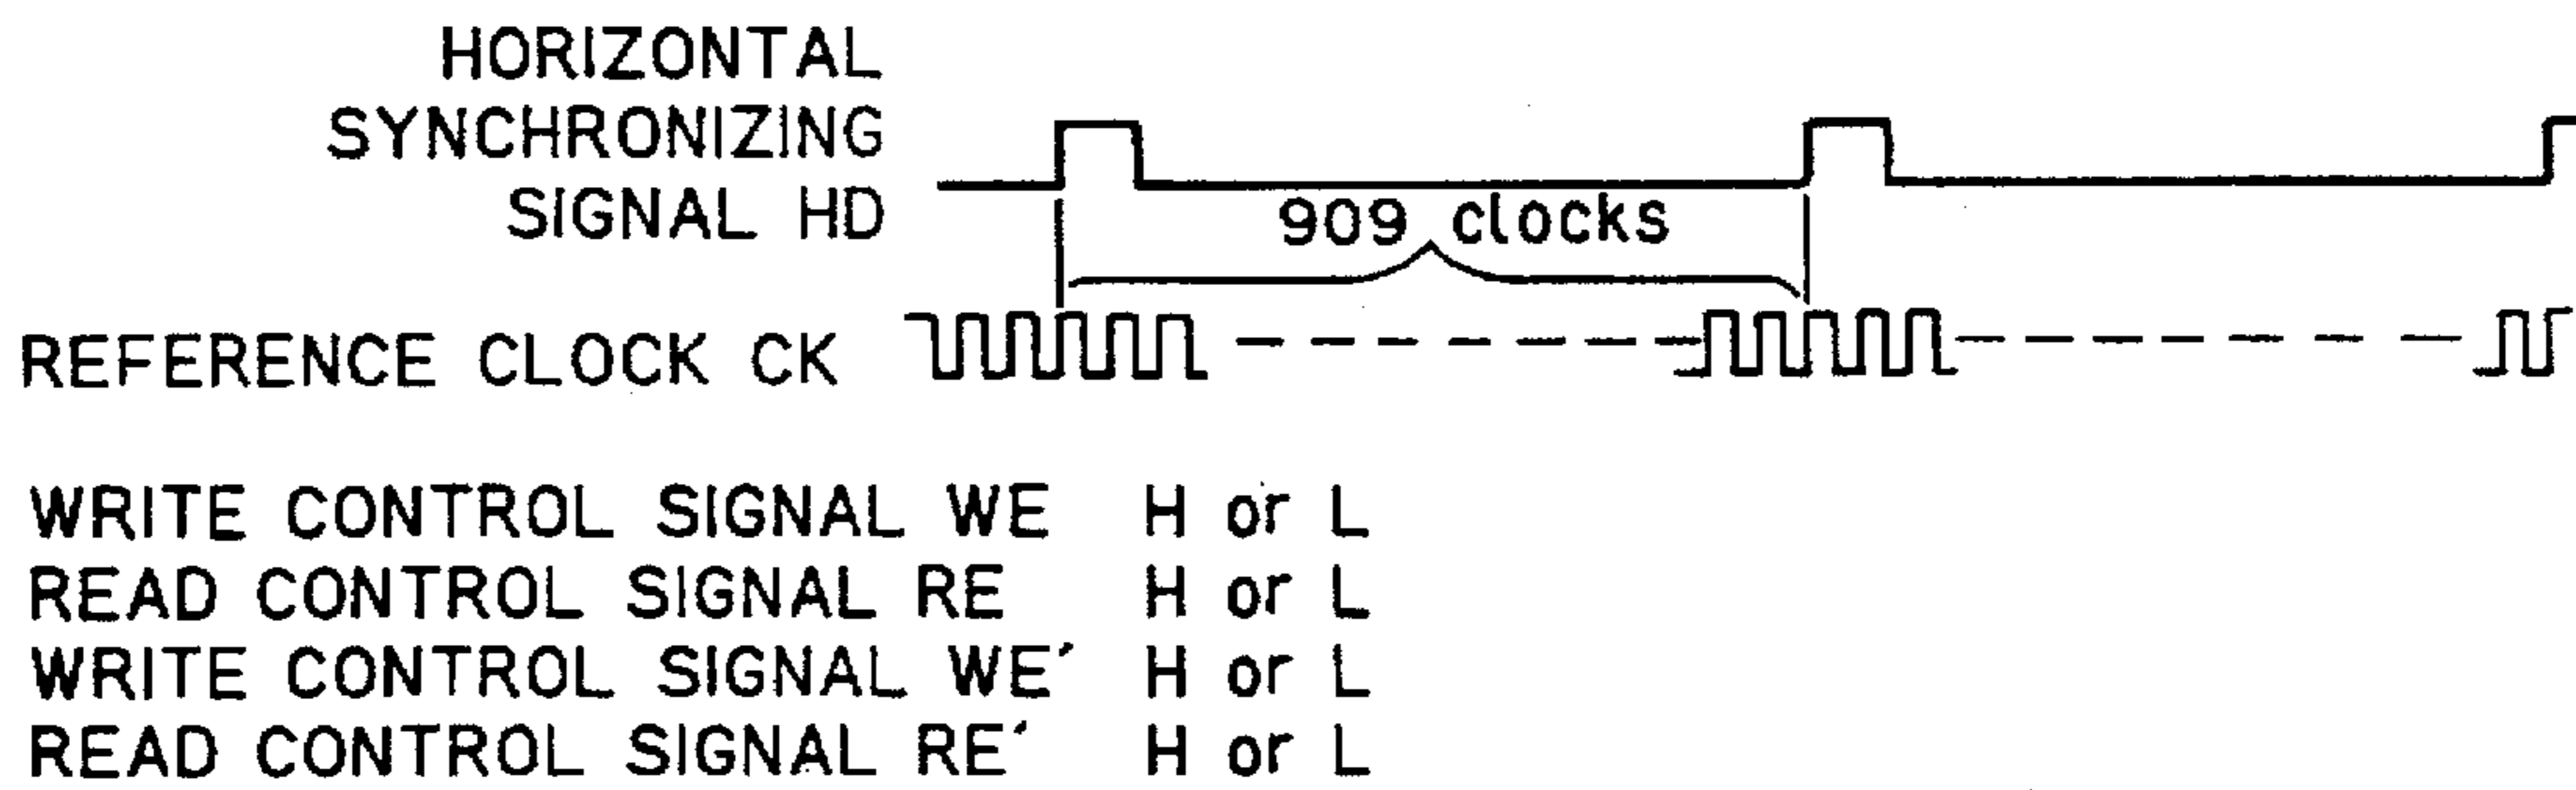 HORIZONTAL
SYNCHRONIZING
SIGNAL HD
909 clocks
REFERENCE CLOCK CK
WRITE CONTROL SIGNAL WE H or L
READ CONTROL SIGNAL RE H or L
WRITE CONTROL SIGNAL WE′ H or L
READ CONTROL SIGNAL RE′ H or L